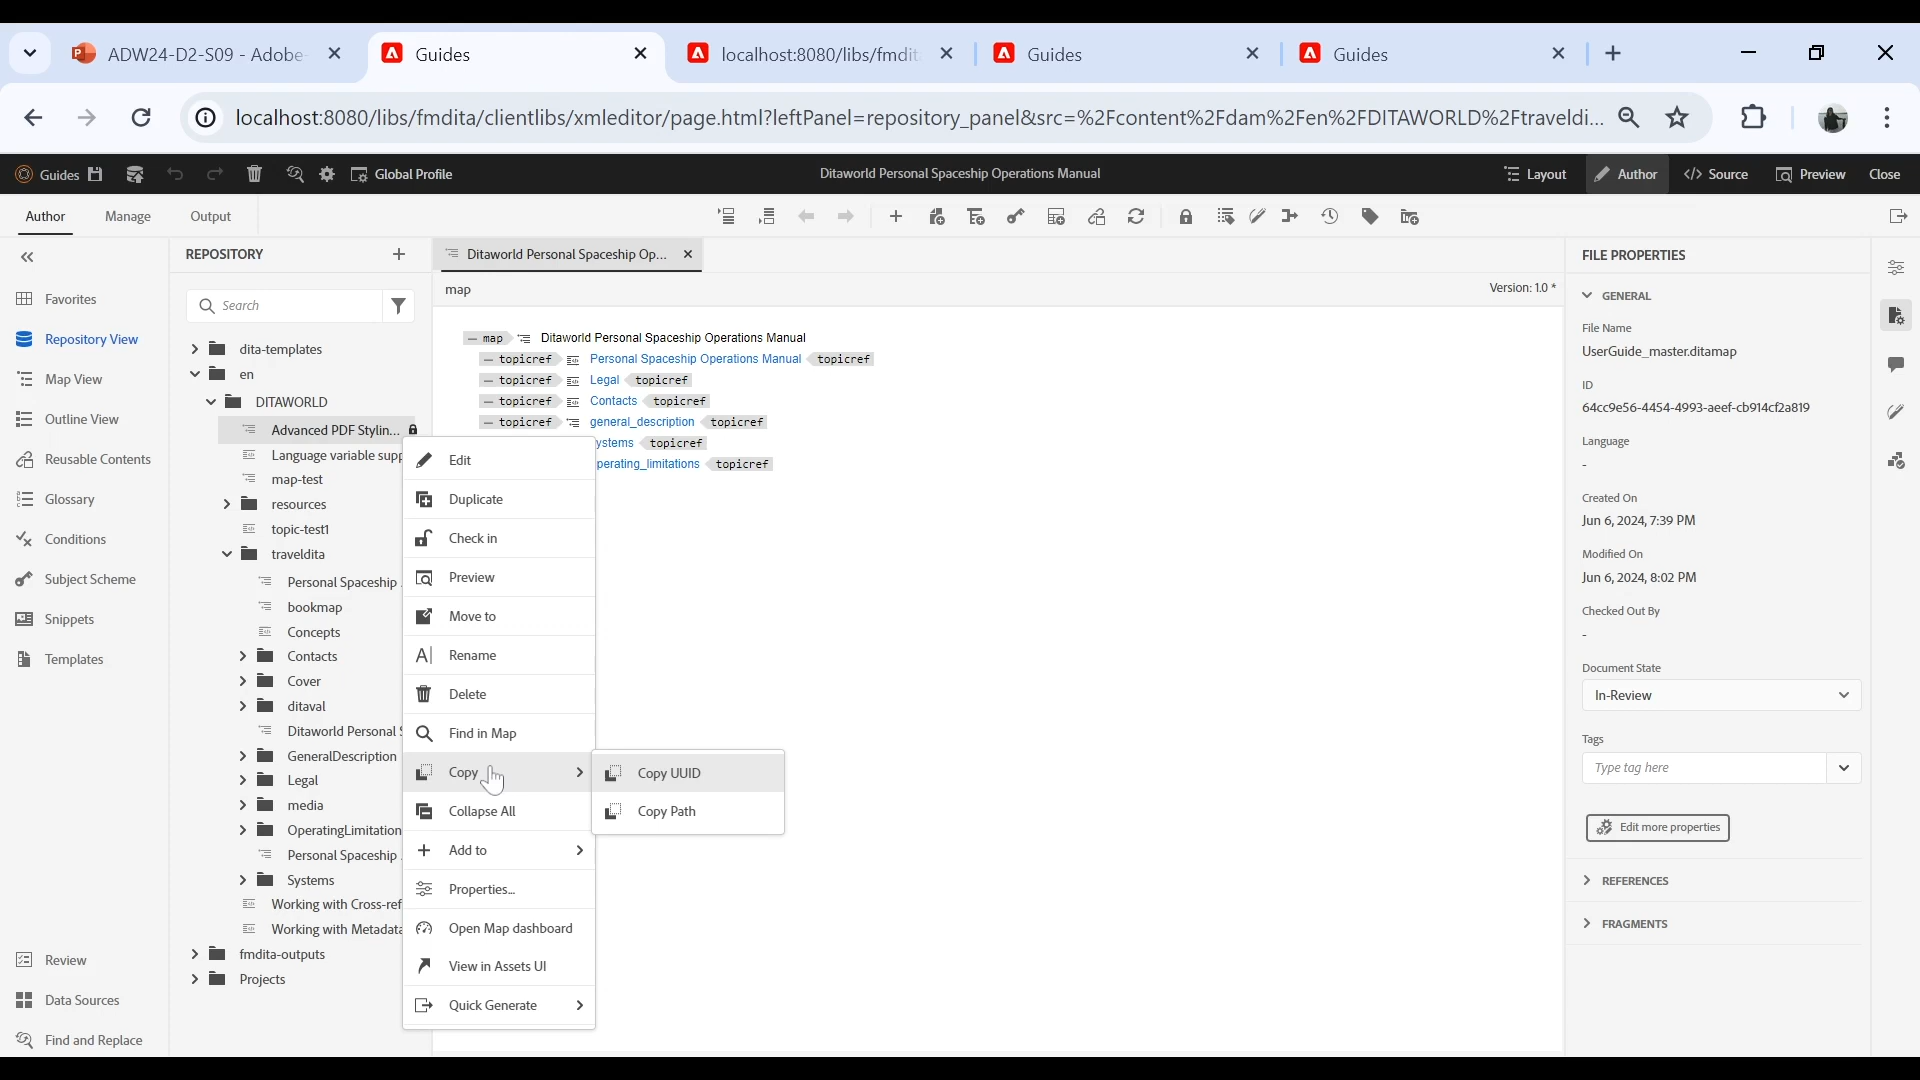 ADW24-D2-S09 - Adobe-
Guides
localhost:8080/libs/fmdit
Guides
Guides
localhost:8080/libs/fmdita/clientlibs/xmleditor/page.html?leftPanel=repository_panel&src=%2Fcontent%2Fdam%2Fen%2FDITAWORLD%2Ftraveldi...
Guides
Global Profile
Ditaworld Personal Spaceship Operations Manual
Layout
Author
Source
Preview
Close
Author
Manage
Output
Favorites
Repository View
Map View
Outline View
Reusable Contents
Glossary
Conditions
Subject Scheme
Snippets
Templates
Review
Data Sources
Find and Replace
REPOSITORY
Search
dita-templates
en
DITAWORLD
Advanced PDF Stylin...
Language variable supp
map-test
resources
topic-test1
traveldita
Personal Spaceship
bookmap
Concepts
Contacts
Cover
ditaval
Ditaworld Personal S
GeneralDescription
Legal
media
OperatingLimitation
Personal Spaceship
Systems
Working with Cross-ref
Working with Metadata
fmdita-outputs
Projects
Edit
Duplicate
Check in
Preview
Move to
Rename
Delete
Find in Map
Copy
Collapse All
Add to
Properties...
Open Map dashboard
View in Assets UI
Quick Generate
Copy UUID
Copy Path
Ditaworld Personal Spaceship Op...
map
Version: 1.0 *
map Ditaworld Personal Spaceship Operations Manual
topicref Personal Spaceship Operations Manual topicref
topicref Legal topicref
topicref Contacts topicref
topicref general_description topicref
ystems topicref
perating_limitations topicref
FILE PROPERTIES
GENERAL
File Name
UserGuide_master.ditamap
ID
64cc9e56-4454-4993-aeef-cb914cf2a819
Language
-
Created On
Jun 6, 2024, 7:39 PM
Modified On
Jun 6, 2024, 8:02 PM
Checked Out By
-
Document State
In-Review
Tags
Type tag here
Edit more properties
REFERENCES
FRAGMENTS